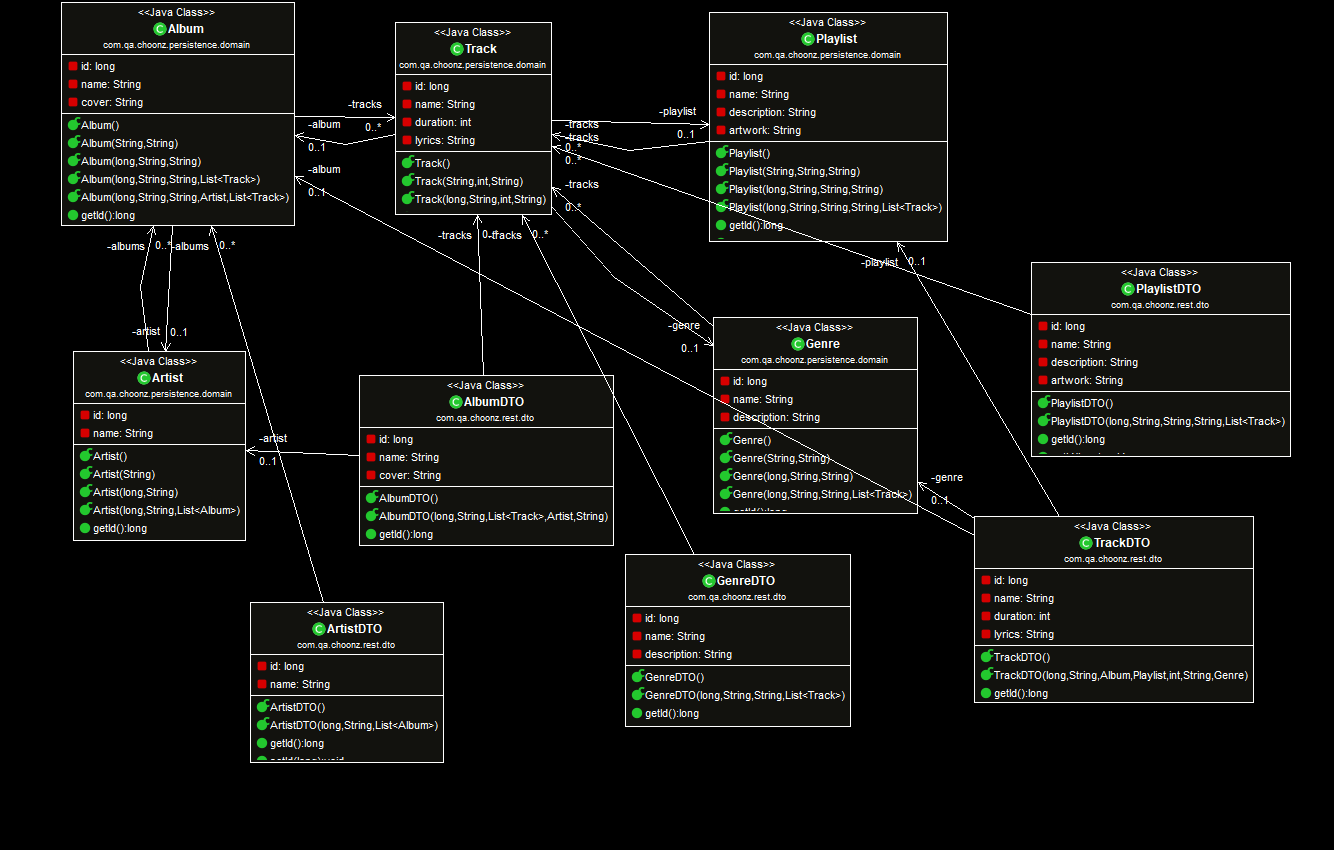 <<Java Class>>
Album
com.qa.choonz.persistence.domain
id: long
name: String
cover: String
Album()
Album(String,String)
Album(long,String,String)
Album(long,String,String,List<Track>)
Album(long,String,String,Artist,List<Track>)
getId():long
<<Java Class>>
Track
com.qa.choonz.persistence.domain
id: long
name: String
duration: int
lyrics: String
Track()
Track(String,int,String)
Track(long,String,int,String)
<<Java Class>>
Playlist
com.qa.choonz.persistence.domain
id: long
name: String
description: String
artwork: String
Playlist()
Playlist(String,String,String)
Playlist(long,String,String,String)
Playlist(long,String,String,String,List<Track>)
getId():long
-tracks
0..*
-album
0..1
-album
0..1
-playlist
0..1
-tracks
-tracks
0..*
0..*
-tracks
0..*
-albums
0..*
-albums
0..*
-tracks
0..*
-tracks
0..*
-playlist
0..1
-artist
0..1
-genre
0..1
-artist
0..1
-genre
0..1
<<Java Class>>
PlaylistDTO
com.qa.choonz.rest.dto
id: long
name: String
description: String
artwork: String
PlaylistDTO()
PlaylistDTO(long,String,String,String,List<Track>)
getId():long
<<Java Class>>
Genre
com.qa.choonz.persistence.domain
id: long
name: String
description: String
Genre()
Genre(String,String)
Genre(long,String,String)
Genre(long,String,String,List<Track>)
getId():long
<<Java Class>>
Artist
com.qa.choonz.persistence.domain
id: long
name: String
Artist()
Artist(String)
Artist(long,String)
Artist(long,String,List<Album>)
getId():long
<<Java Class>>
AlbumDTO
com.qa.choonz.rest.dto
id: long
name: String
cover: String
AlbumDTO()
AlbumDTO(long,String,List<Track>,Artist,String)
getId():long
<<Java Class>>
TrackDTO
com.qa.choonz.rest.dto
id: long
name: String
duration: int
lyrics: String
TrackDTO()
TrackDTO(long,String,Album,Playlist,int,String,Genre)
getId():long
<<Java Class>>
GenreDTO
com.qa.choonz.rest.dto
id: long
name: String
description: String
GenreDTO()
GenreDTO(long,String,String,List<Track>)
getId():long
<<Java Class>>
ArtistDTO
com.qa.choonz.rest.dto
id: long
name: String
ArtistDTO()
ArtistDTO(long,String,List<Album>)
getId():long
setId(long):void